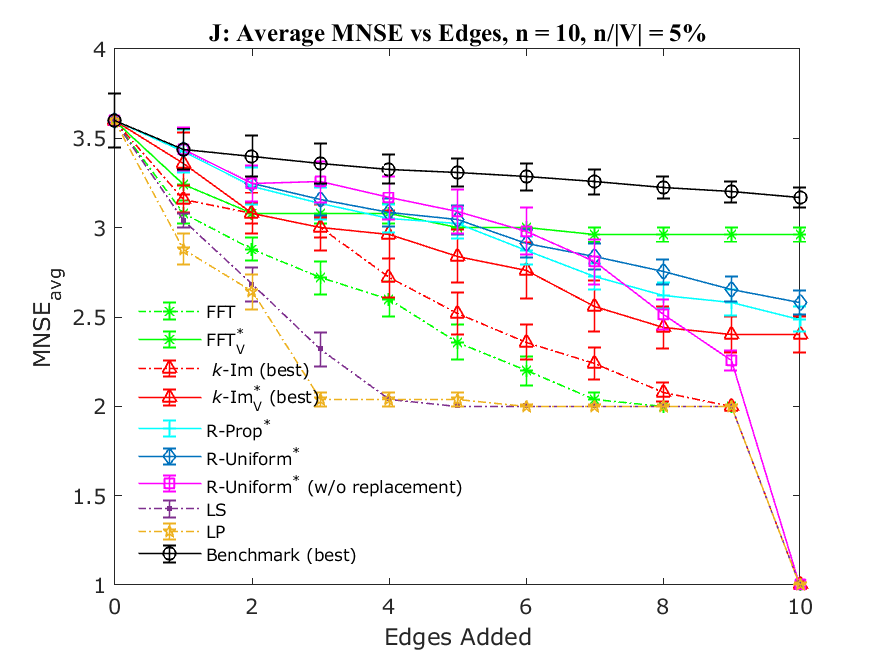 J: Average MNSE vs Edges, n = 10, n/|V| = 5%
4
3.5
3
2.5
2
1.5
1
MNSE_avg
FFT
FFT*_V
k-Im (best)
k-Im*_V (best)
R-Prop*
R-Uniform*
R-Uniform* (w/o replacement)
LS
LP
Benchmark (best)
0 2 4 6 8 10
Edges Added